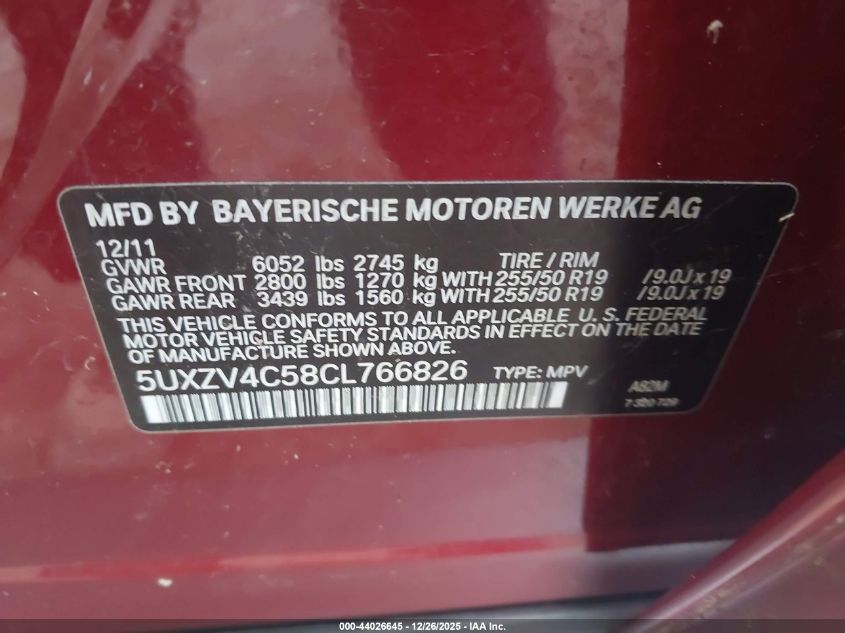 MFD BY BAYERISCHE MOTOREN WERKE AG
12/11
GVWR 6052 lbs 2745 kg TIRE / RIM
GAWR FRONT 2800 lbs 1270 kg WITH 255/50 R19 /9.0J x 19
GAWR REAR 3439 lbs 1560 kg WITH 255/50 R19 /9.0J x 19
THIS VEHICLE CONFORMS TO ALL APPLICABLE U. S. FEDERAL
MOTOR VEHICLE SAFETY STANDARDS IN EFFECT ON THE DATE
OF MANUFACTURE SHOWN ABOVE.
5UXZV4C58CL766826 TYPE: MPV A82M
000-44026645 - 12/26/2025 - IAA Inc.